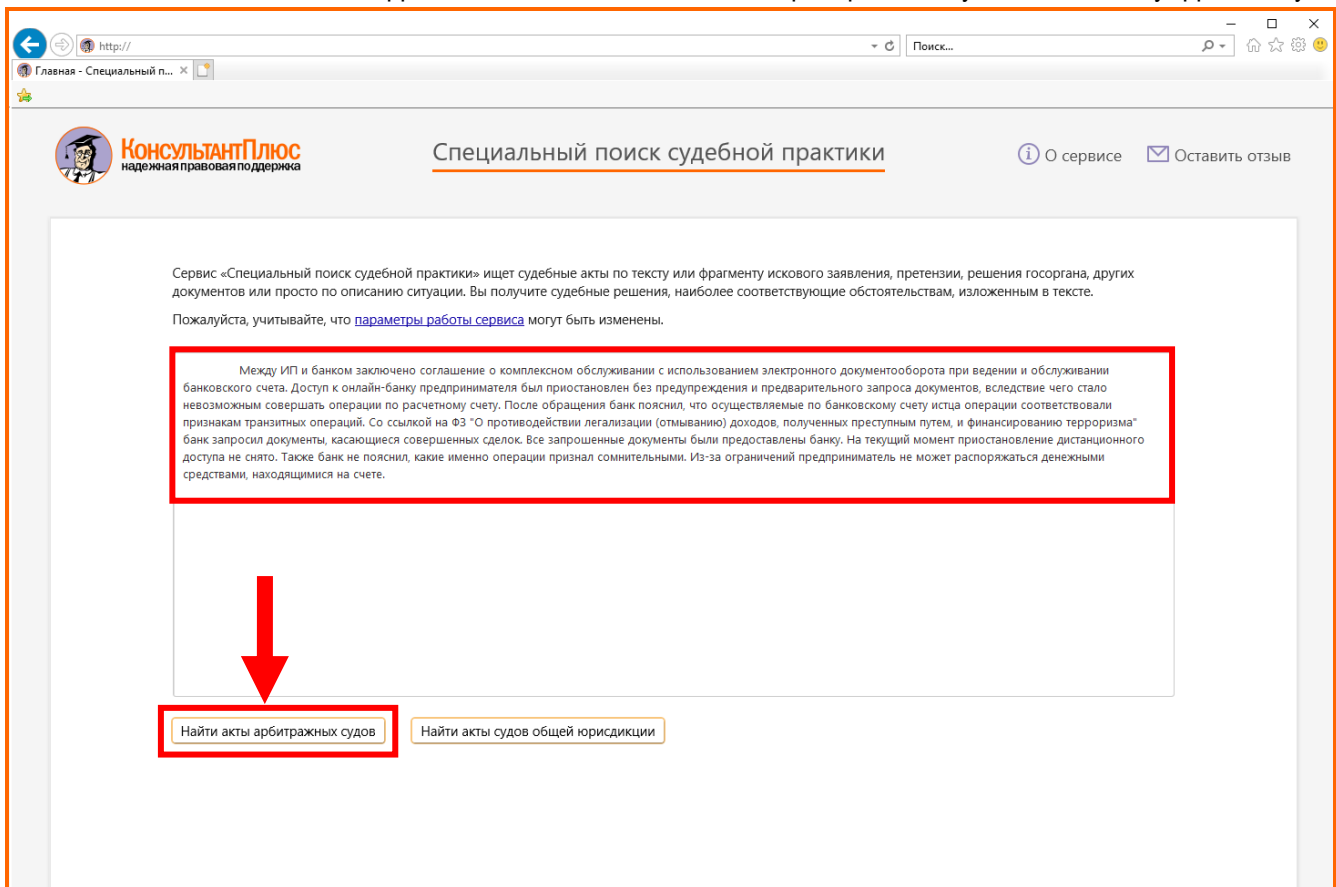 http://
Поиск...
Главная - Специальный п...
КонсультантПлюс
надежная правовая поддержка
Специальный поиск судебной практики
О сервисе
Оставить отзыв
Сервис «Специальный поиск судебной практики» ищет судебные акты по тексту или фрагменту искового заявления, претензии, решения госоргана, других
документов или просто по описанию ситуации. Вы получите судебные решения, наиболее соответствующие обстоятельствам, изложенным в тексте.
Пожалуйста, учитывайте, что параметры работы сервиса могут быть изменены.
Между ИП и банком заключено соглашение о комплексном обслуживании с использованием электронного документооборота при ведении и обслуживании
банковского счета. Доступ к онлайн-банку предпринимателя был приостановлен без предупреждения и предварительного запроса документов, вследствие чего стало
невозможным совершать операции по расчетному счету. После обращения банк пояснил, что осуществляемые по банковскому счету истца операции соответствовали
признакам транзитных операций. Со ссылкой на ФЗ "О противодействии легализации (отмыванию) доходов, полученных преступным путем, и финансированию терроризма"
банк запросил документы, касающиеся совершенных сделок. Все запрошенные документы были предоставлены банку. На текущий момент приостановление дистанционного
доступа не снято. Также банк не пояснил, какие именно операции признал сомнительными. Из-за ограничений предприниматель не может распоряжаться денежными
средствами, находящимися на счете.
Найти акты арбитражных судов
Найти акты судов общей юрисдикции